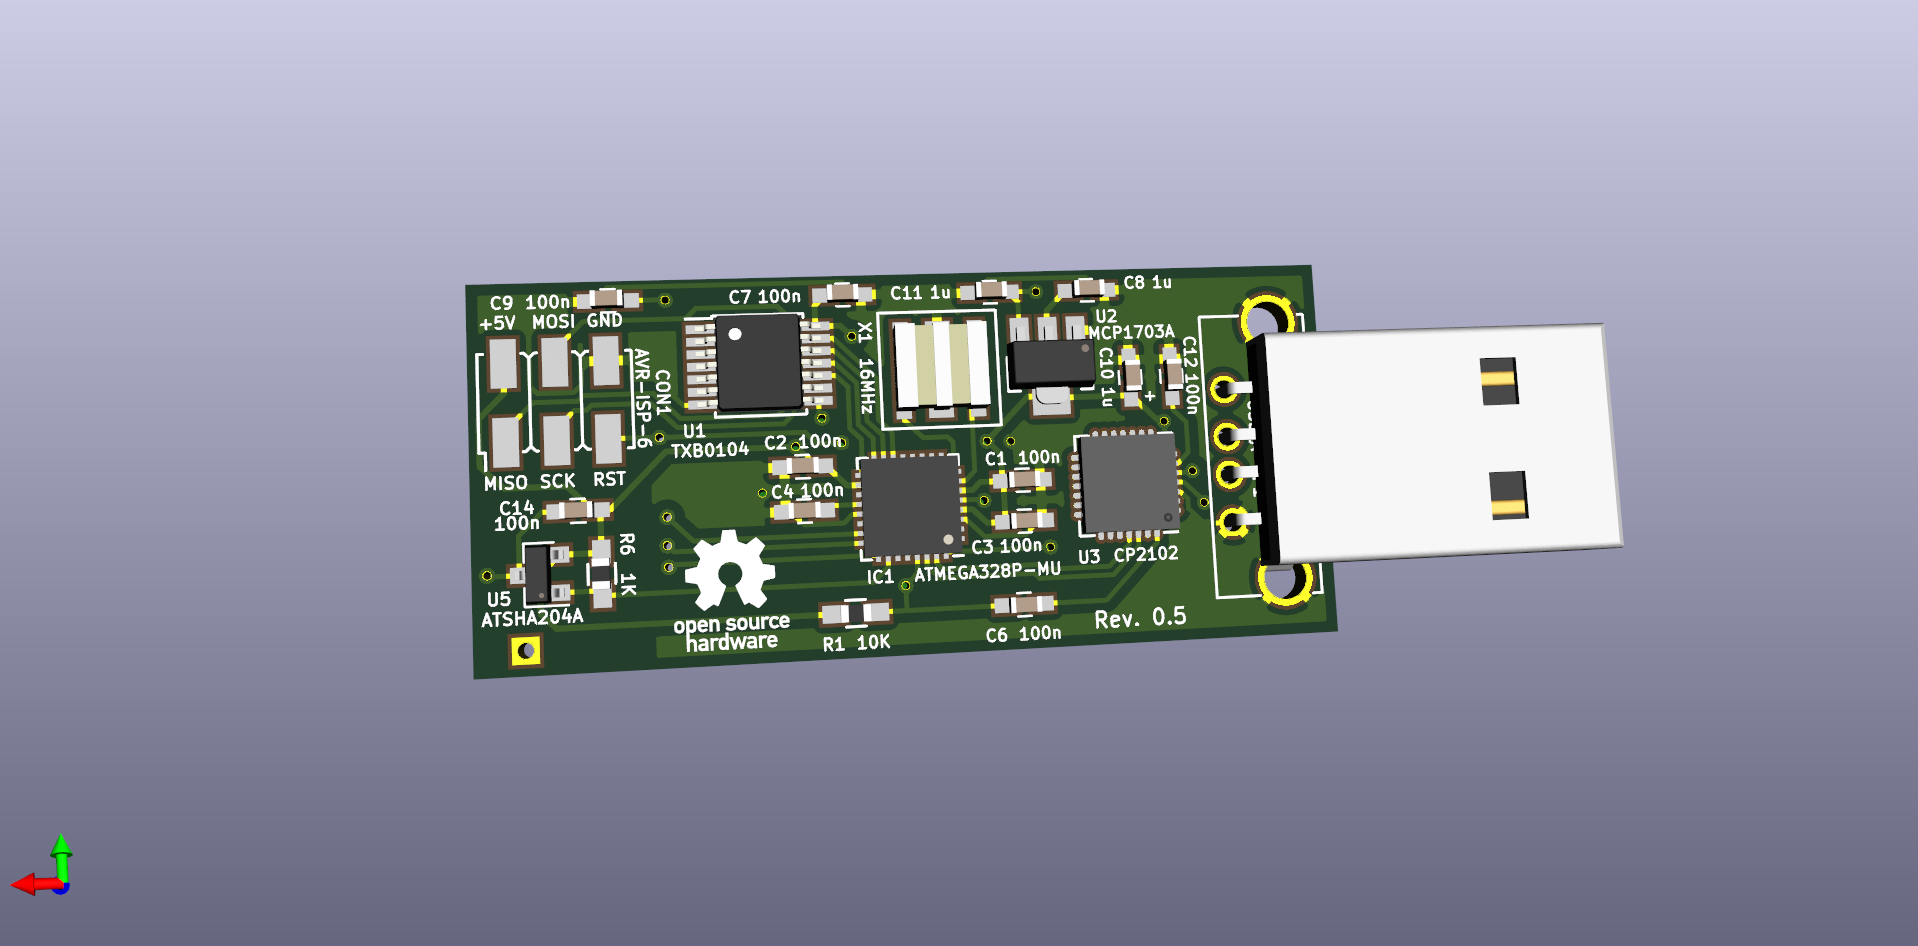 C9 100n
+5V MOSI GND
C7 100n
C11 1u
C8 1u
AVR-ISP-6
CON1
MISO SCK RST
U1
TXB0104
X1 16MHz
U2
MCP1703A
C10 1u
+
C12 100n
C2 100n
C4 100n
C1 100n
C3 100n
C14
100n
R6 1K
U5
ATSHA204A
IC1 ATMEGA328P-MU
U3 CP2102
open source
hardware
R1 10K
C6 100n
Rev. 0.5